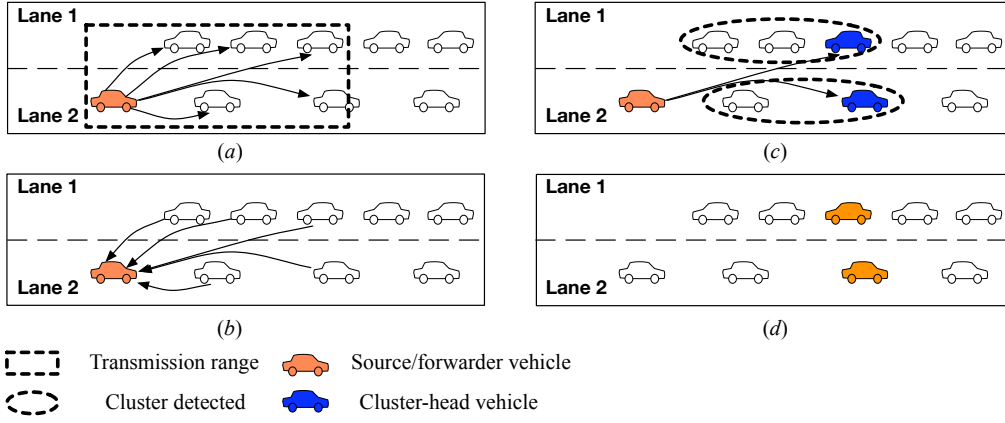 Lane 1
Lane 2
(a)
Lane 1
Lane 2
(b)
Lane 1
Lane 2
(c)
Lane 1
Lane 2
(d)
Transmission range
Source/forwarder vehicle
Cluster detected
Cluster-head vehicle